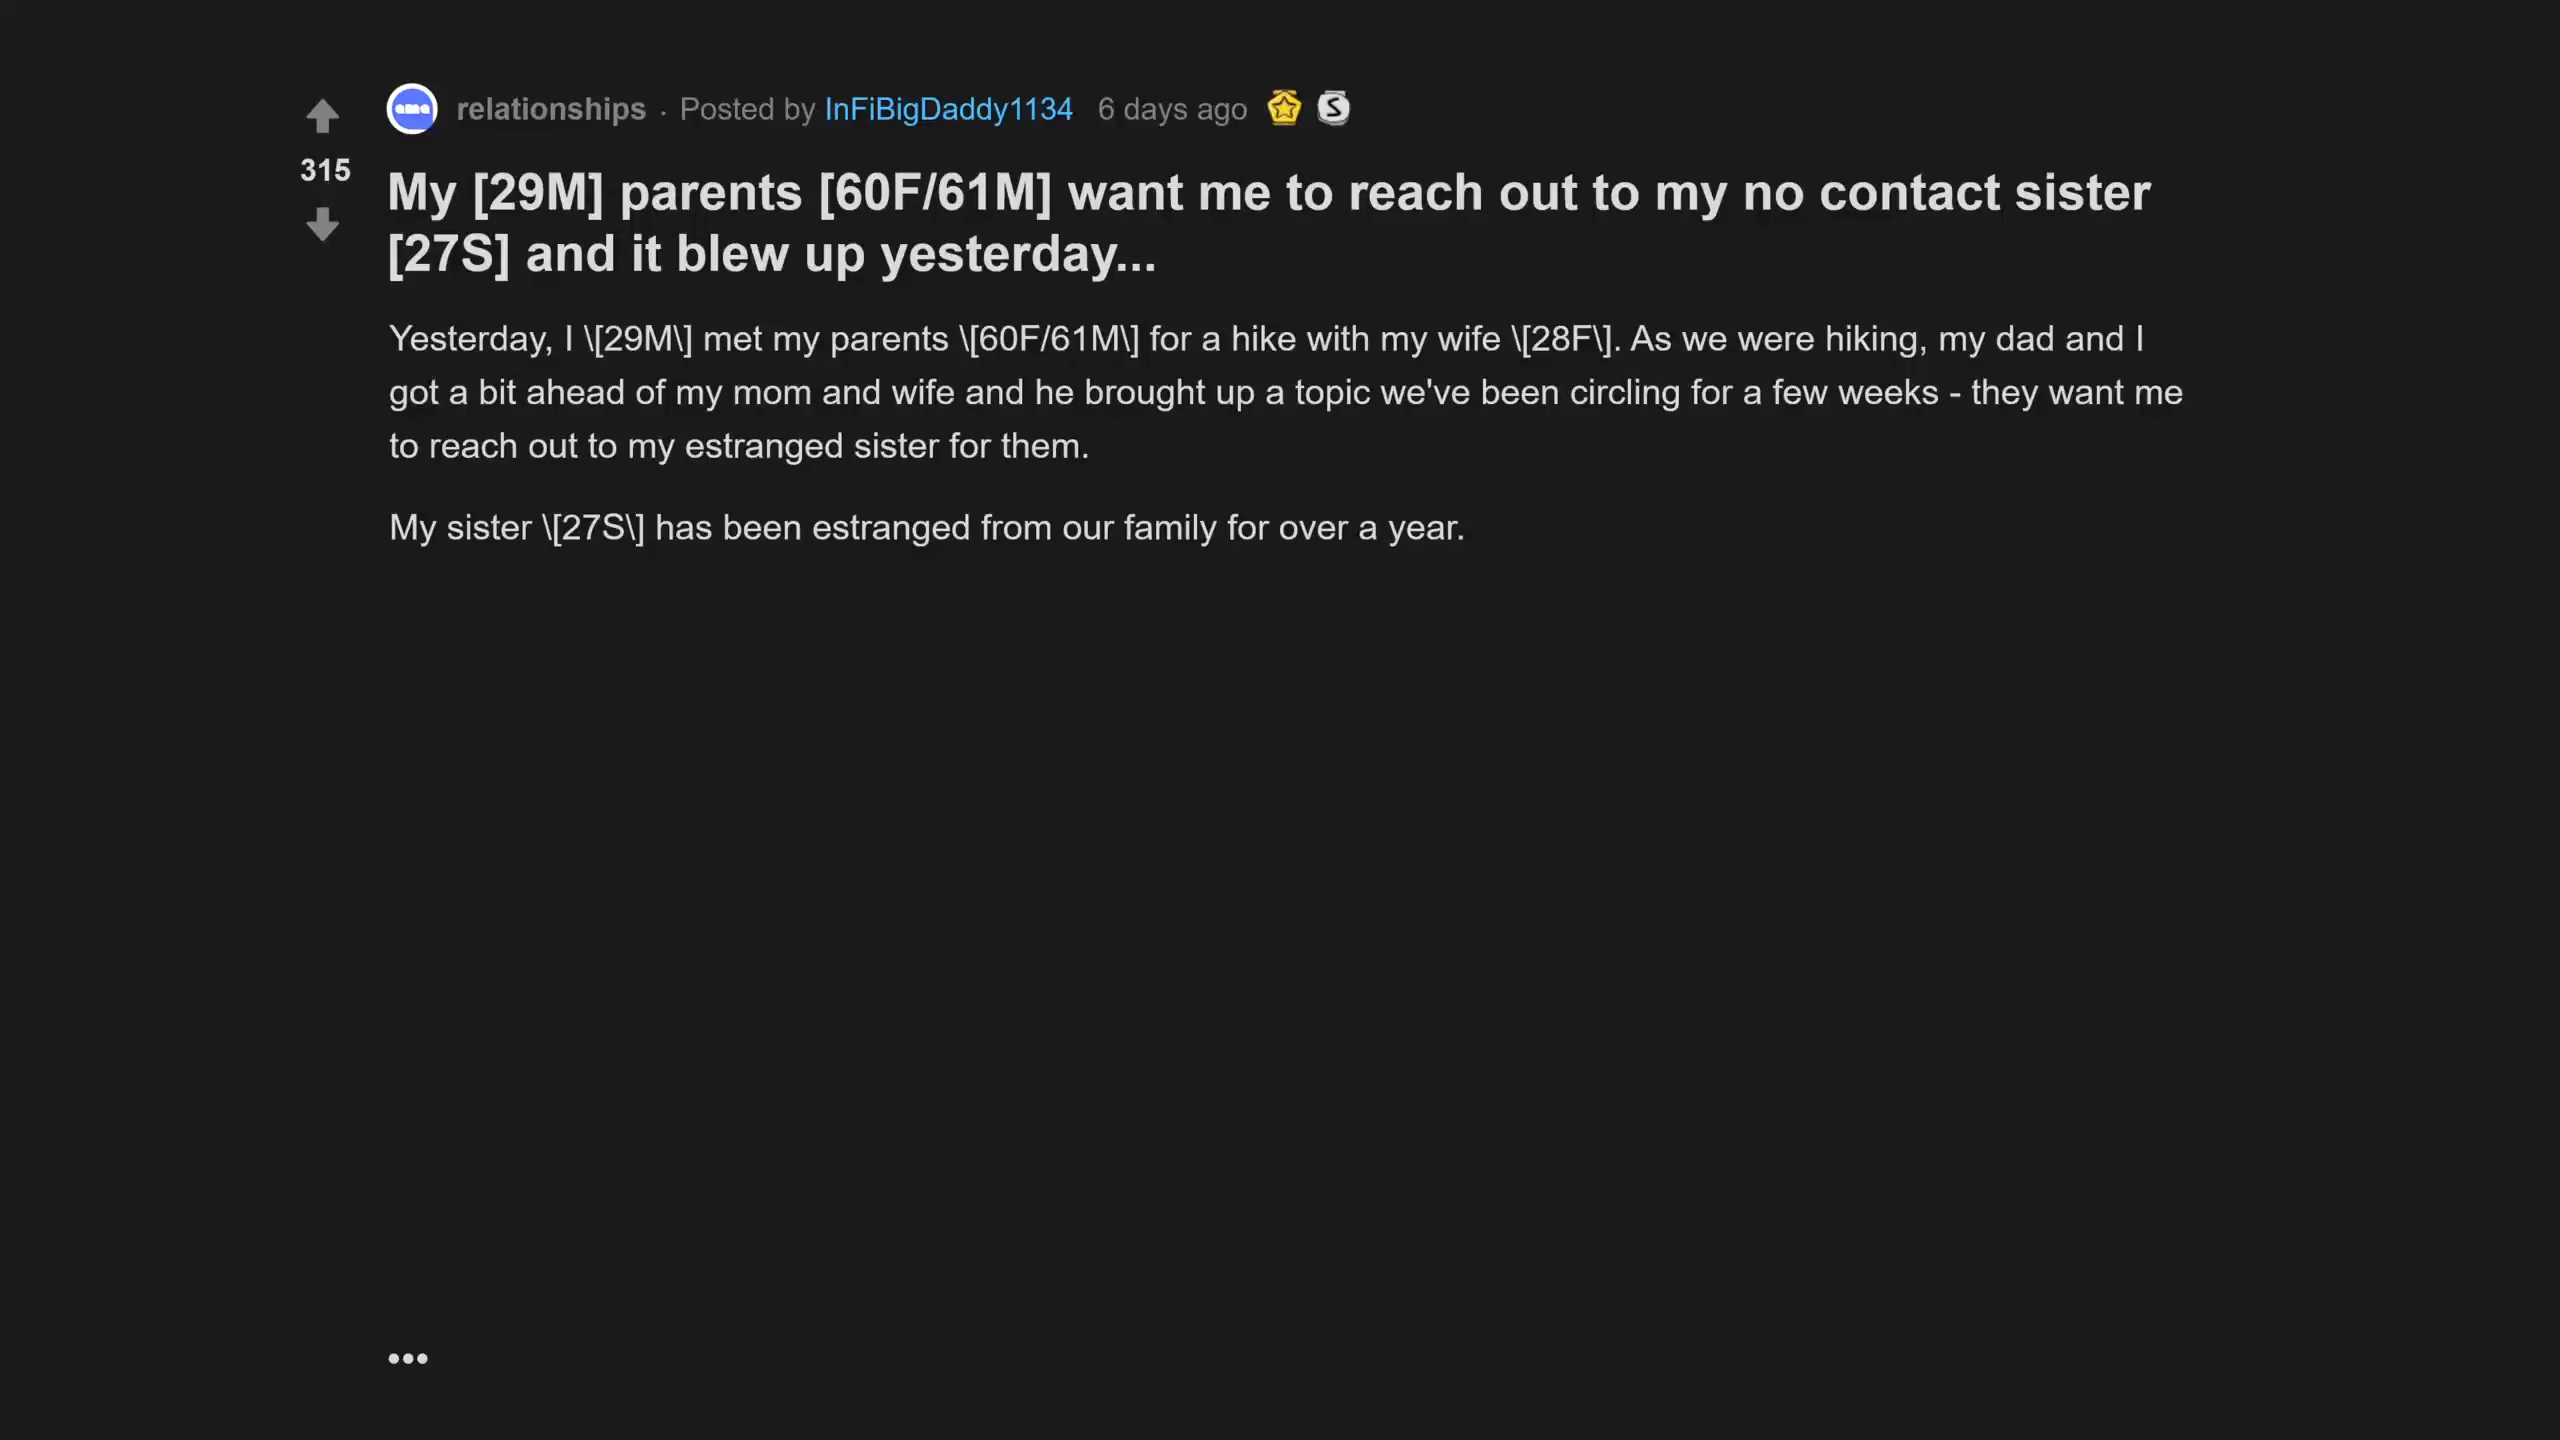 ama relationships · Posted by InFiBigDaddy1134 6 days ago S
315
My [29M] parents [60F/61M] want me to reach out to my no contact sister
[27S] and it blew up yesterday...
Yesterday, I \[29M\] met my parents \[60F/61M\] for a hike with my wife \[28F\]. As we were hiking, my dad and I
got a bit ahead of my mom and wife and he brought up a topic we've been circling for a few weeks - they want me
to reach out to my estranged sister for them.
My sister \[27S\] has been estranged from our family for over a year.
•••